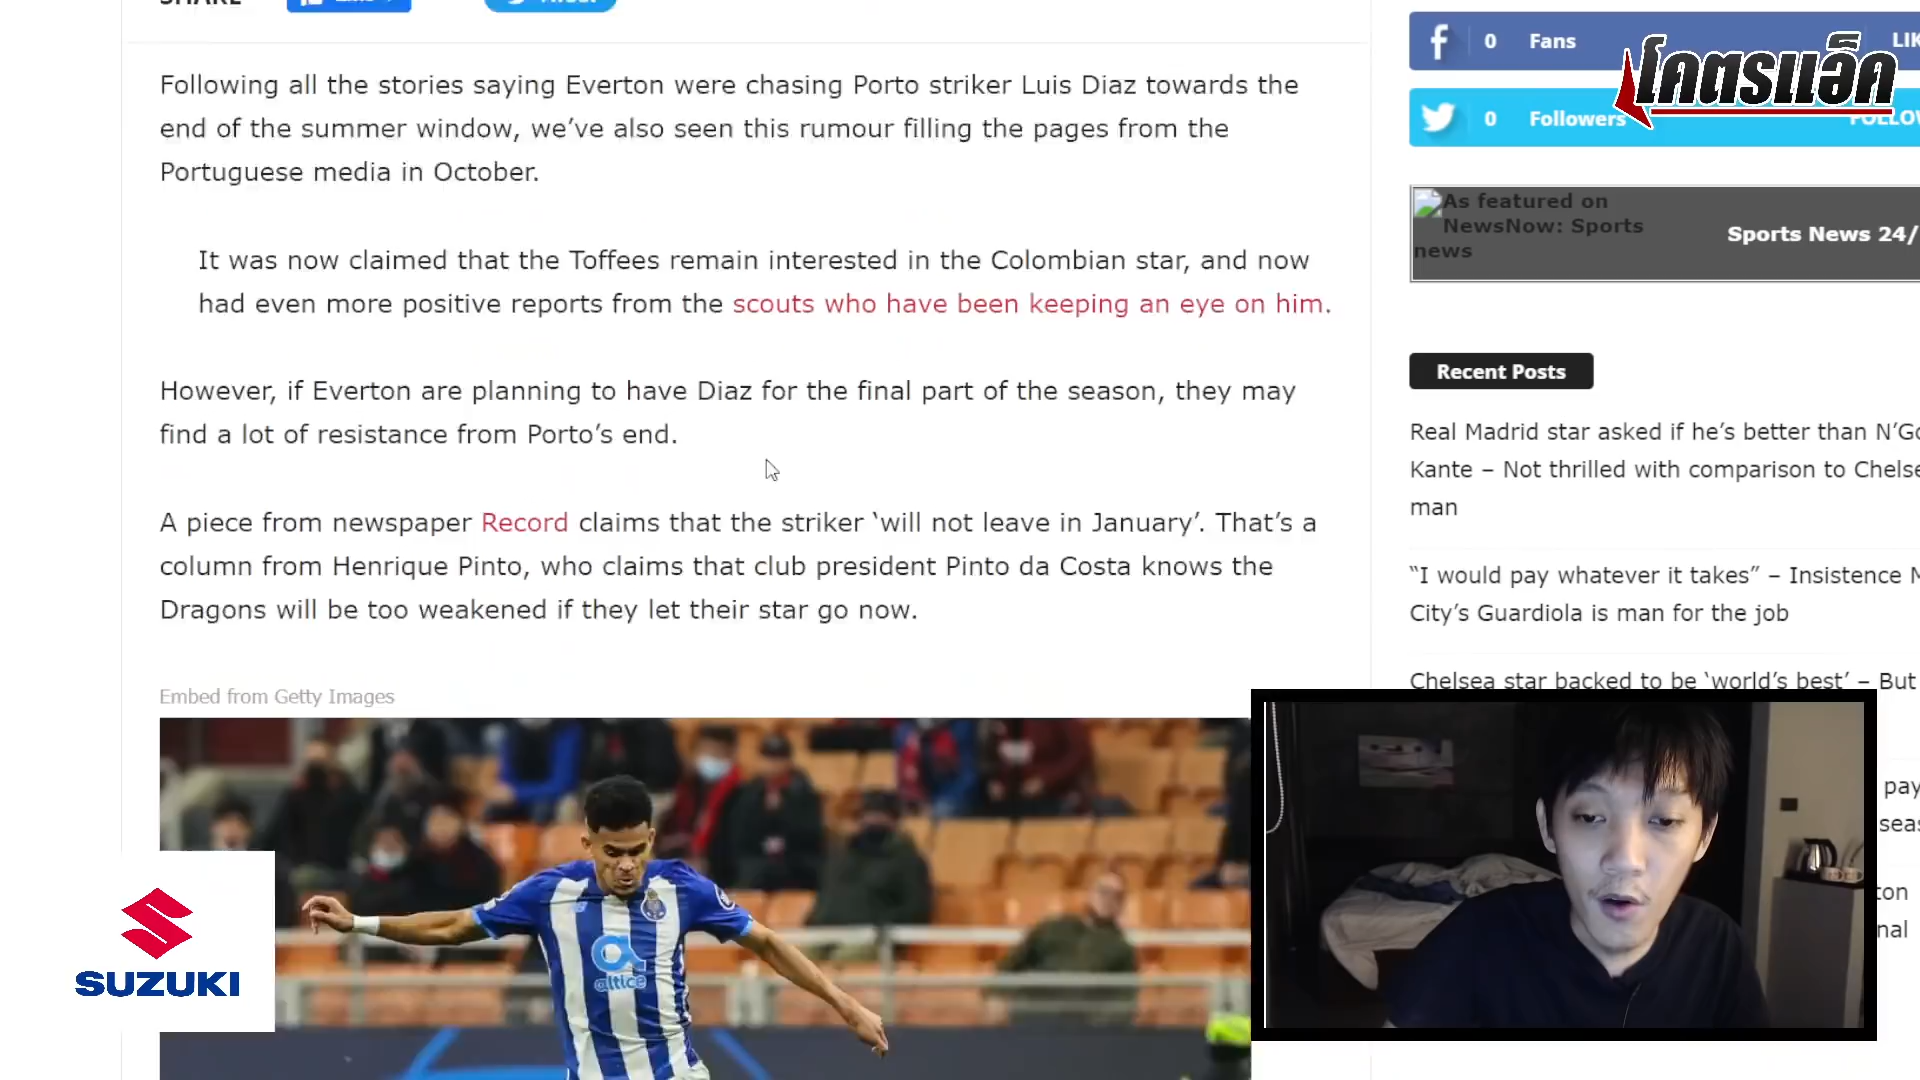 Following all the stories saying Everton were chasing Porto striker Luis Diaz towards the
end of the summer window, we’ve also seen this rumour filling the pages from the
Portuguese media in October.
It was now claimed that the Toffees remain interested in the Colombian star, and now
had even more positive reports from the scouts who have been keeping an eye on him.
However, if Everton are planning to have Diaz for the final part of the season, they may
find a lot of resistance from Porto’s end.
A piece from newspaper Record claims that the striker ‘will not leave in January’. That’s a
column from Henrique Pinto, who claims that club president Pinto da Costa knows the
Dragons will be too weakened if they let their star go now.
Embed from Getty Images
altice
SUZUKI
0 Fans
โคตรแอ็ค
0 Followers
As featured on
NewsNow: Sports
news
Sports News 24/
Recent Posts
Real Madrid star asked if he’s better than N’Go
Kante – Not thrilled with comparison to Chelse
man
“I would pay whatever it takes” – Insistence M
City’s Guardiola is man for the job
Chelsea star backed to be ‘world’s best’ – But
pay
seas
ton
nal